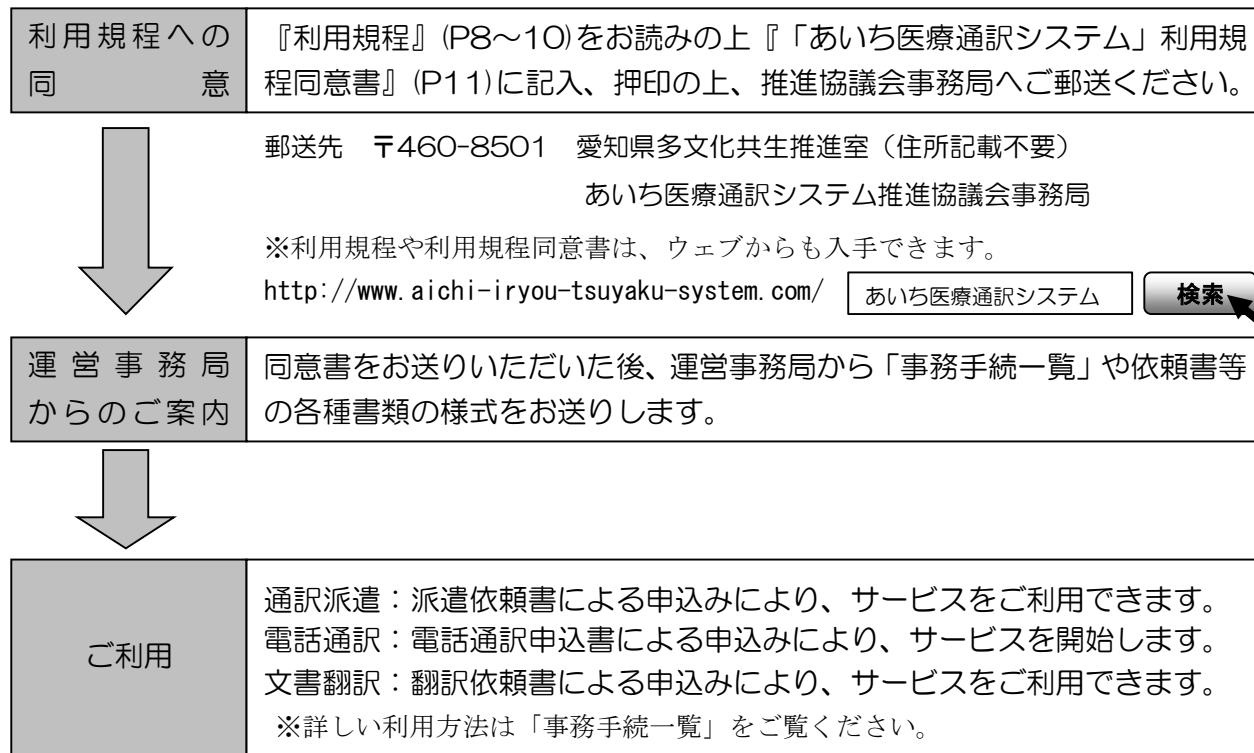 利用規程への
同意
『利用規程』(P8～10)をお読みの上『「あいち医療通訳システム」利用規
程同意書』(P11)に記入、押印の上、推進協議会事務局へご郵送ください。
郵送先 〒460-8501 愛知県多文化共生推進室（住所記載不要）
あいち医療通訳システム推進協議会事務局
※利用規程や利用規程同意書は、ウェブからも入手できます。
http://www.aichi-iryou-tsuyaku-system.com/ あいち医療通訳システム 検索
運営事務局
からのご案内
同意書をお送りいただいた後、運営事務局から「事務手続一覧」や依頼書等
の各種書類の様式をお送りします。
ご利用
通訳派遣：派遣依頼書による申込みにより、サービスをご利用できます。
電話通訳：電話通訳申込書による申込みにより、サービスを開始します。
文書翻訳：翻訳依頼書による申込みにより、サービスをご利用できます。
※詳しい利用方法は「事務手続一覧」をご覧ください。